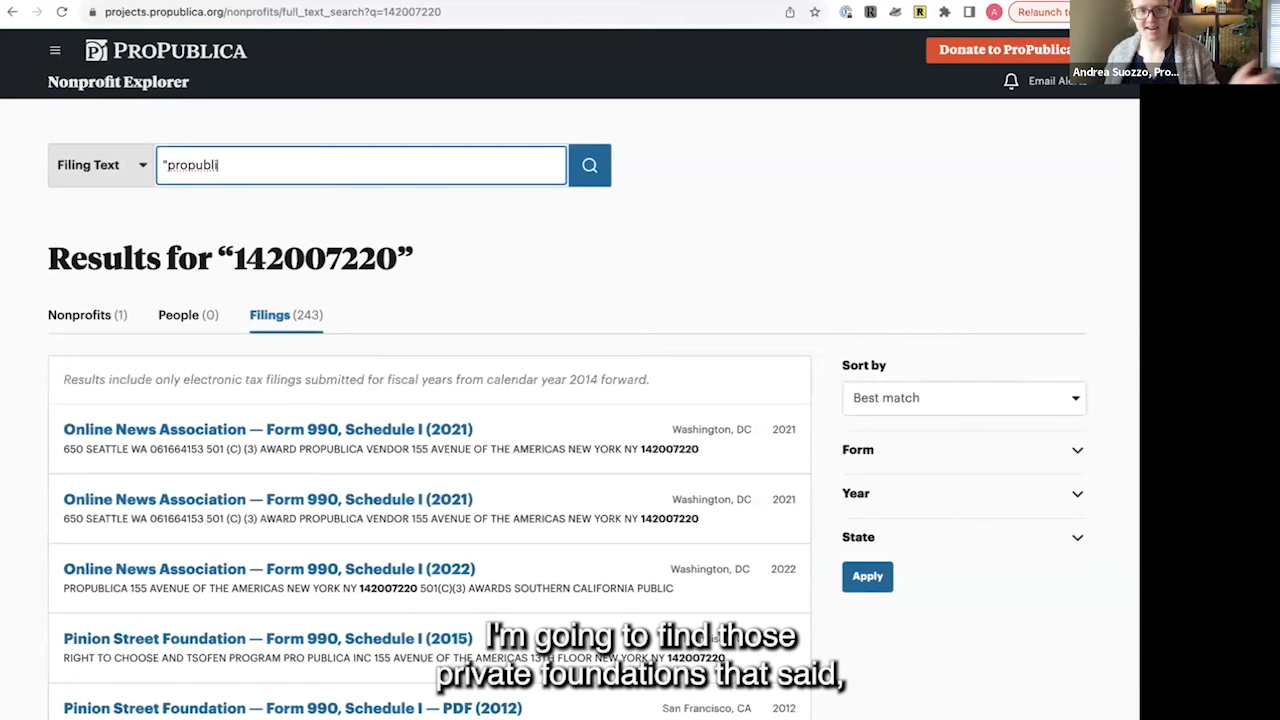 projects.propublica.org/nonprofits/full_text_search?q=142007220
A
Relaunch to
PROPUBLICA
Donate to ProPublica
Andrea Suozzo, Pro...
Nonprofit Explorer
Email Alerts
Filing Text
"propubli
Results for “142007220”
Nonprofits (1)
People (0)
Filings (243)
Results include only electronic tax filings submitted for fiscal years from calendar year 2014 forward.
Online News Association — Form 990, Schedule I (2021)
Washington, DC 2021
650 SEATTLE WA 061664153 501 (C) (3) AWARD PROPUBLICA VENDOR 155 AVENUE OF THE AMERICAS NEW YORK NY 142007220
Online News Association — Form 990, Schedule I (2021)
Washington, DC 2021
650 SEATTLE WA 061664153 501 (C) (3) AWARD PROPUBLICA VENDOR 155 AVENUE OF THE AMERICAS NEW YORK NY 142007220
Online News Association — Form 990, Schedule I (2022)
Washington, DC 2022
PROPUBLICA 155 AVENUE OF THE AMERICAS NEW YORK NY 142007220 501(C)(3) AWARDS SOUTHERN CALIFORNIA PUBLIC
Pinion Street Foundation — Form 990, Schedule I (2015)
RIGHT TO CHOOSE AND TSOFEN PROGRAM PRO PUBLICA INC 155 AVENUE OF THE AMERICAS 13TH FLOOR NEW YORK NY 142007220
Pinion Street Foundation — Form 990, Schedule I — PDF (2012)
San Francisco, CA 2012
Sort by
Best match
Form
Year
State
Apply
I'm going to find those
private foundations that said,